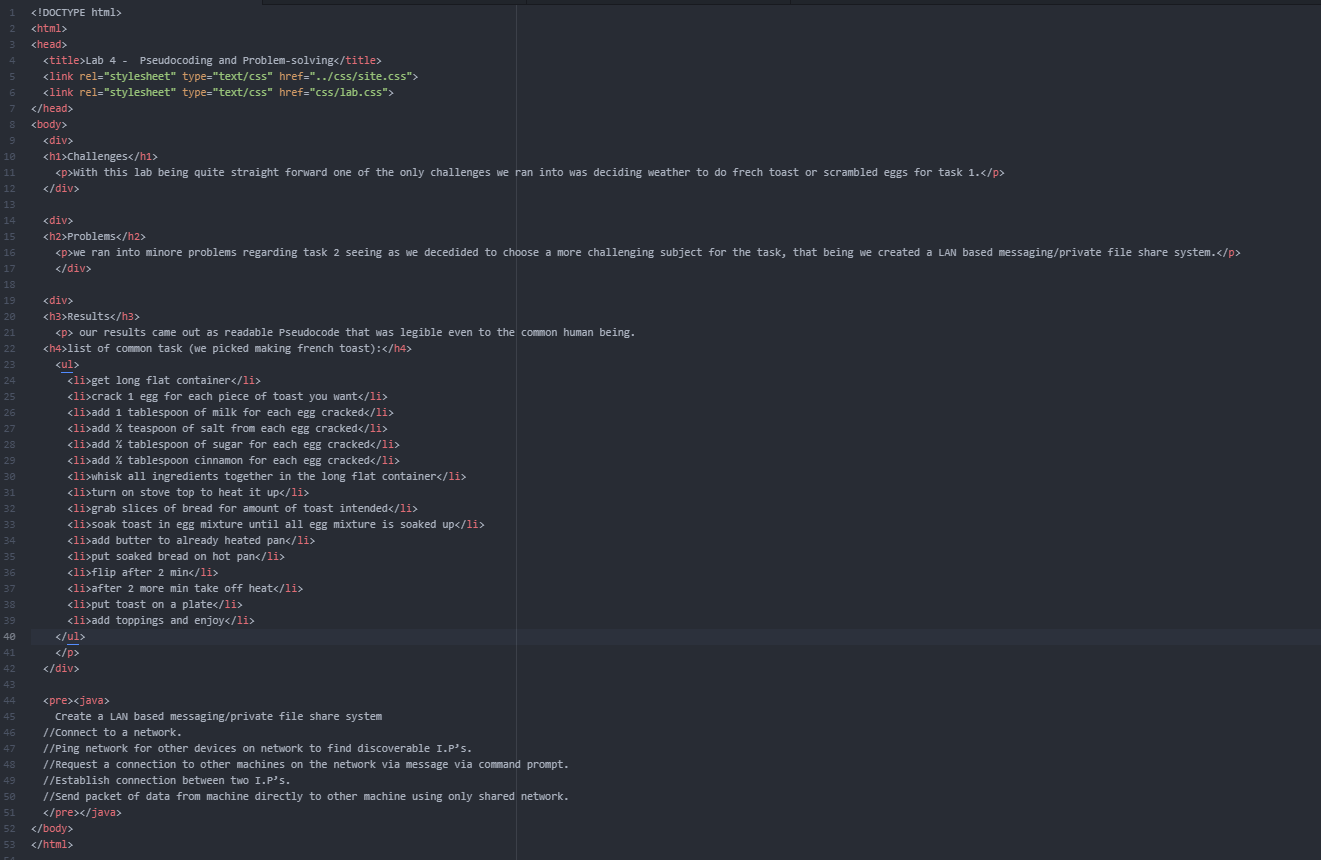 1 <!DOCTYPE html>
2 <html>
3 <head>
4   <title>Lab 4 -  Pseudocoding and Problem-solving</title>
5   <link rel="stylesheet" type="text/css" href="../css/site.css">
6   <link rel="stylesheet" type="text/css" href="css/lab.css">
7 </head>
8 <body>
9   <div>
10   <h1>Challenges</h1>
11     <p>With this lab being quite straight forward one of the only challenges we ran into was deciding weather to do frech toast or scrambled eggs for task 1.</p>
12   </div>
13
14   <div>
15   <h2>Problems</h2>
16     <p>we ran into minore problems regarding task 2 seeing as we decedided to choose a more challenging subject for the task, that being we created a LAN based messaging/private file share system.</p>
17     </div>
18
19   <div>
20   <h3>Results</h3>
21     <p> our results came out as readable Pseudocode that was legible even to the common human being.
22   <h4>list of common task (we picked making french toast):</h4>
23     <ul>
24       <li>get long flat container</li>
25       <li>crack 1 egg for each piece of toast you want</li>
26       <li>add 1 tablespoon of milk for each egg cracked</li>
27       <li>add teaspoon of salt from each egg cracked</li>
28       <li>add tablespoon of sugar for each egg cracked</li>
29       <li>add tablespoon cinnamon for each egg cracked</li>
30       <li>whisk all ingredients together in the long flat container</li>
31       <li>turn on stove top to heat it up</li>
32       <li>grab slices of bread for amount of toast intended</li>
33       <li>soak toast in egg mixture until all egg mixture is soaked up</li>
34       <li>add butter to already heated pan</li>
35       <li>put soaked bread on hot pan</li>
36       <li>flip after 2 min</li>
37       <li>after 2 more min take off heat</li>
38       <li>put toast on a plate</li>
39       <li>add toppings and enjoy</li>
40     </ul>
41     </p>
42   </div>
43
44   <pre><java>
45     Create a LAN based messaging/private file share system
46   //Connect to a network.
47   //Ping network for other devices on network to find discoverable I.P’s.
48   //Request a connection to other machines on the network via message via command prompt.
49   //Establish connection between two I.P’s.
50   //Send packet of data from machine directly to other machine using only shared network.
51   </pre></java>
52 </body>
53 </html>